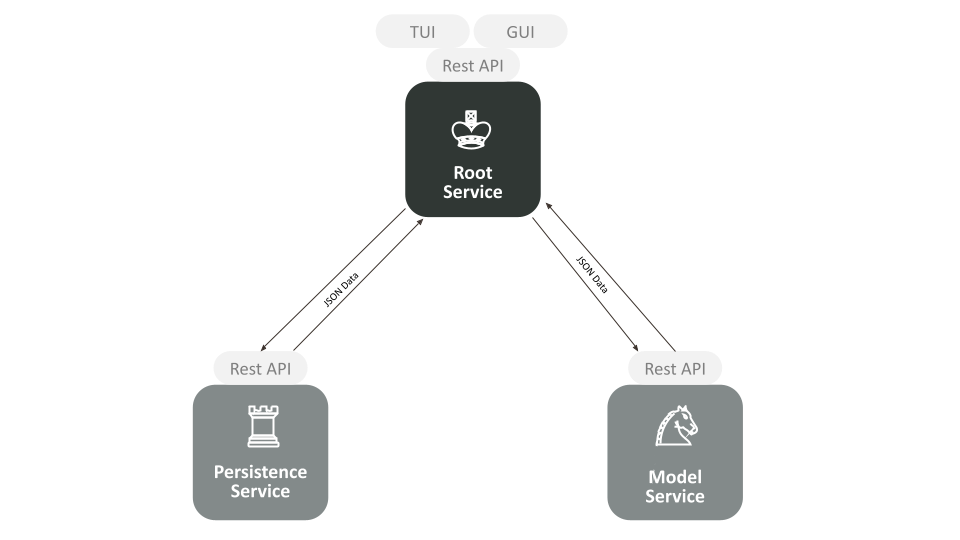 TUI
GUI
Rest API
Root
Service
JSON Data
JSON Data
Rest API
Rest API
Persistence
Service
Model
Service